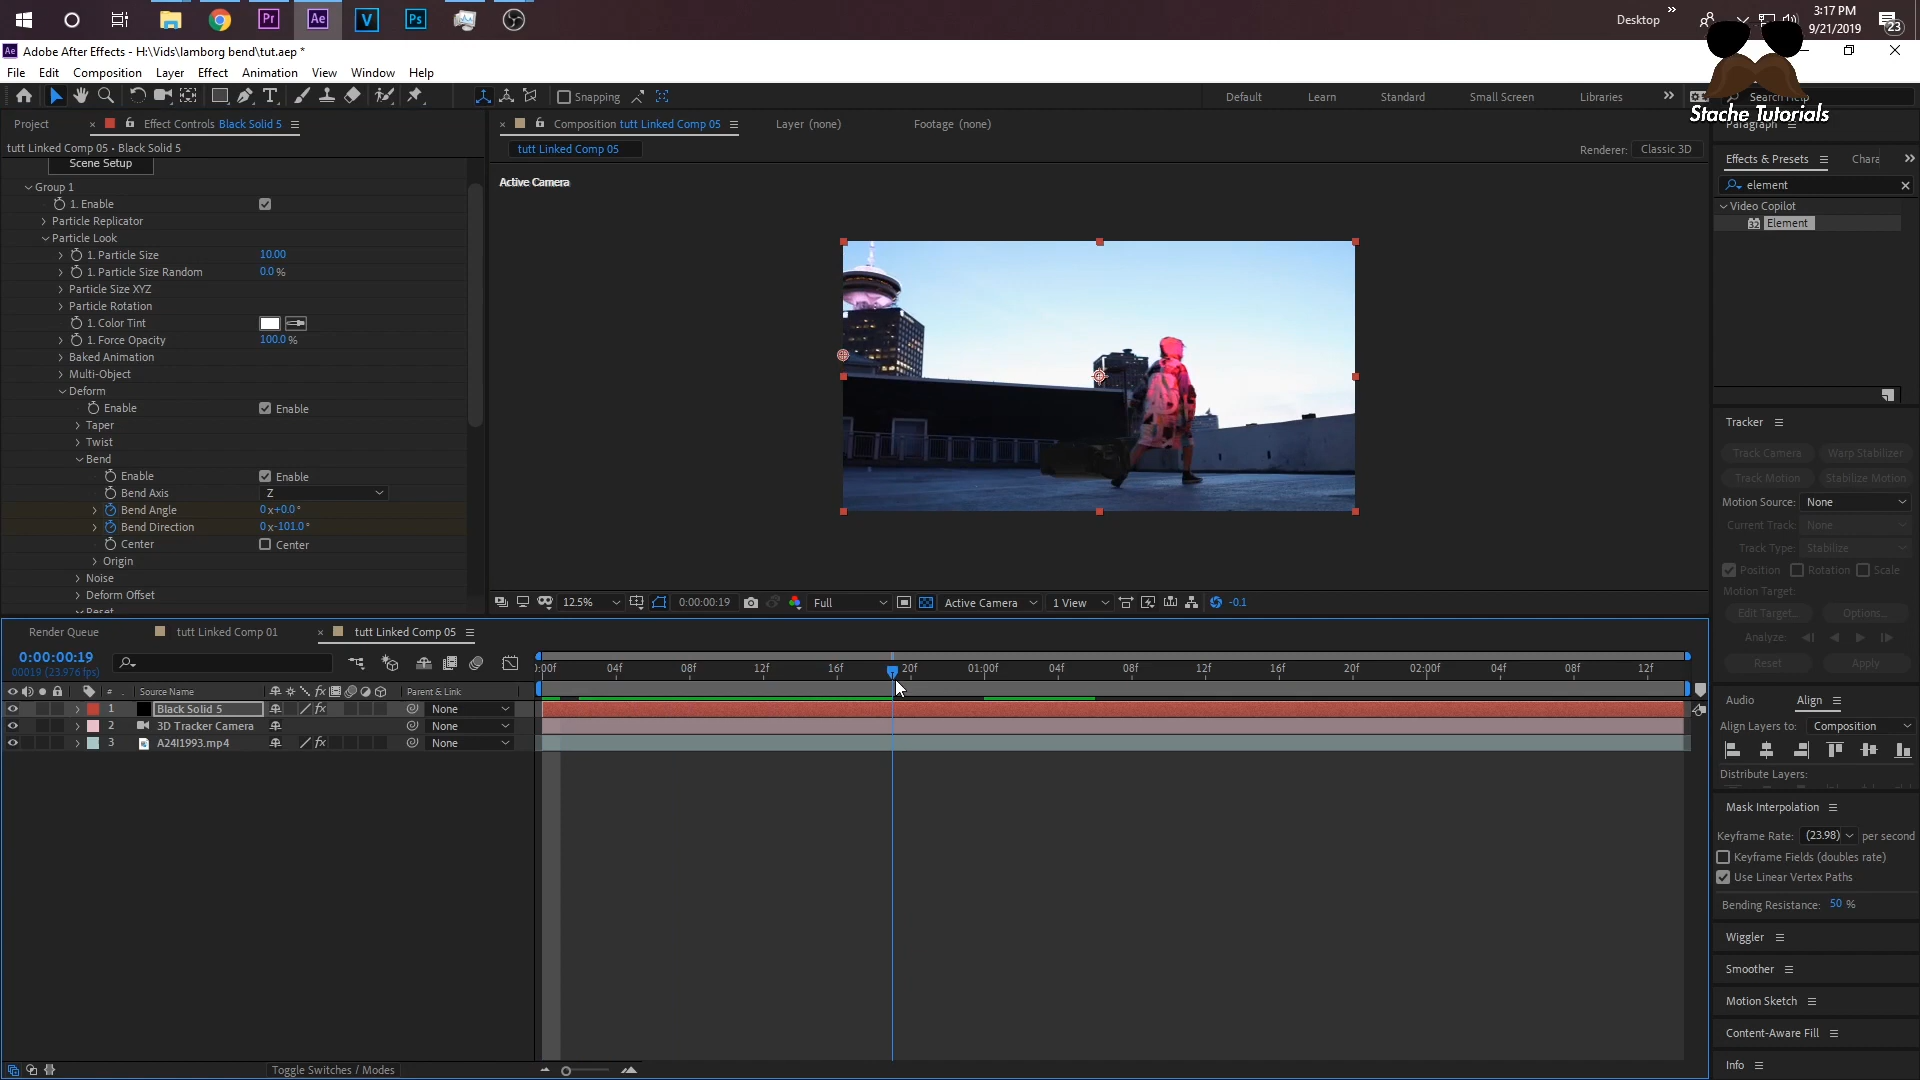 Desktop
»
3:17 PM
9/21/2019
23
Pr
Ae
V
Ps
Ae
Adobe After Effects - H:\Vids\lamborg bend\tut.aep *
File Edit Composition Layer Effect Animation View Window Help
Snapping
Default Learn Standard Small Screen Libraries » Search Help
Stache Tutorials
Project × Effect Controls Black Solid 5
× Composition tutt Linked Comp 05 Layer (none) Footage (none)
Paragraph
tutt Linked Comp 05 • Black Solid 5
tutt Linked Comp 05
Renderer: Classic 3D
Active Camera
Scene Setup
Group 1
1. Enable
Particle Replicator
Particle Look
1. Particle Size 10.00
1. Particle Size Random 0.0 %
Particle Size XYZ
Particle Rotation
1. Color Tint
1. Force Opacity 100.0 %
Baked Animation
Multi-Object
Deform
Enable Enable
Taper
Twist
Bend
Enable Enable
Bend Axis Z
Bend Angle 0 x+0.0 °
Bend Direction 0 x-101.0 °
Center Center
Origin
Noise
Deform Offset
Reset
12.5% 0:00:00:19 Full Active Camera 1 View -0.1
Effects & Presets Chara »
element ×
Video Copilot
32 Element
Tracker
Track Camera Warp Stabilizer
Track Motion Stabilize Motion
Motion Source: None
Current Track: None
Track Type: Stabilize
Position Rotation Scale
Motion Target:
Edit Target... Options...
Analyze:
Reset Apply
Audio Align
Align Layers to: Composition
Distribute Layers:
Mask Interpolation
Keyframe Rate: (23.98) per second
Keyframe Fields (doubles rate)
Use Linear Vertex Paths
Bending Resistance: 50 %
Wiggler
Smoother
Motion Sketch
Content-Aware Fill
Info
Render Queue tutt Linked Comp 01 × tutt Linked Comp 05
0:00:00:19
00019 (23.976 fps)
):00f 04f 08f 12f 16f 20f 01:00f 04f 08f 12f 16f 20f 02:00f 04f 08f 12f
# Source Name fx Parent & Link
1 Black Solid 5 fx None
2 3D Tracker Camera None
3 A24I1993.mp4 fx None
Toggle Switches / Modes